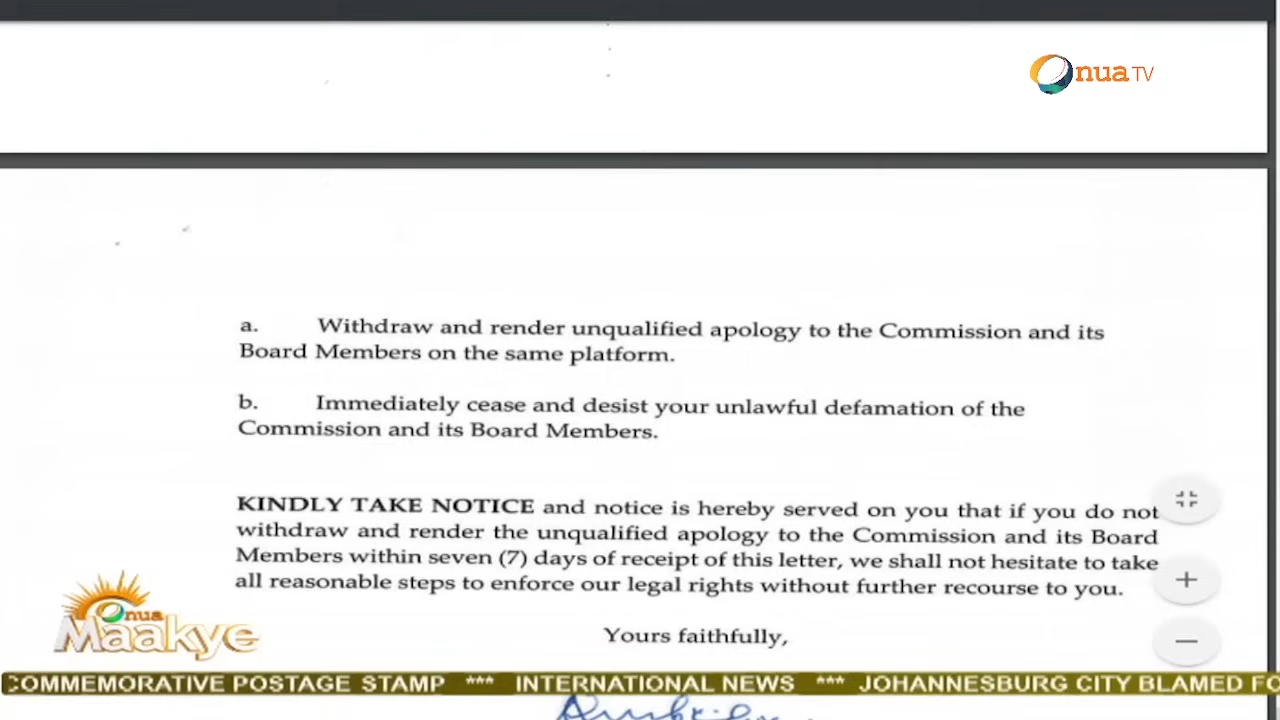 Onua TV
a. Withdraw and render unqualified apology to the Commission and its
Board Members on the same platform.
b. Immediately cease and desist your unlawful defamation of the
Commission and its Board Members.
KINDLY TAKE NOTICE and notice is hereby served on you that if you do not
withdraw and render the unqualified apology to the Commission and its Board
Members within seven (7) days of receipt of this letter, we shall not hesitate to take
all reasonable steps to enforce our legal rights without further recourse to you.
Yours faithfully,
Onua
Maakye
COMMEMORATIVE POSTAGE STAMP *** INTERNATIONAL NEWS *** JOHANNESBURG CITY BLAMED FO